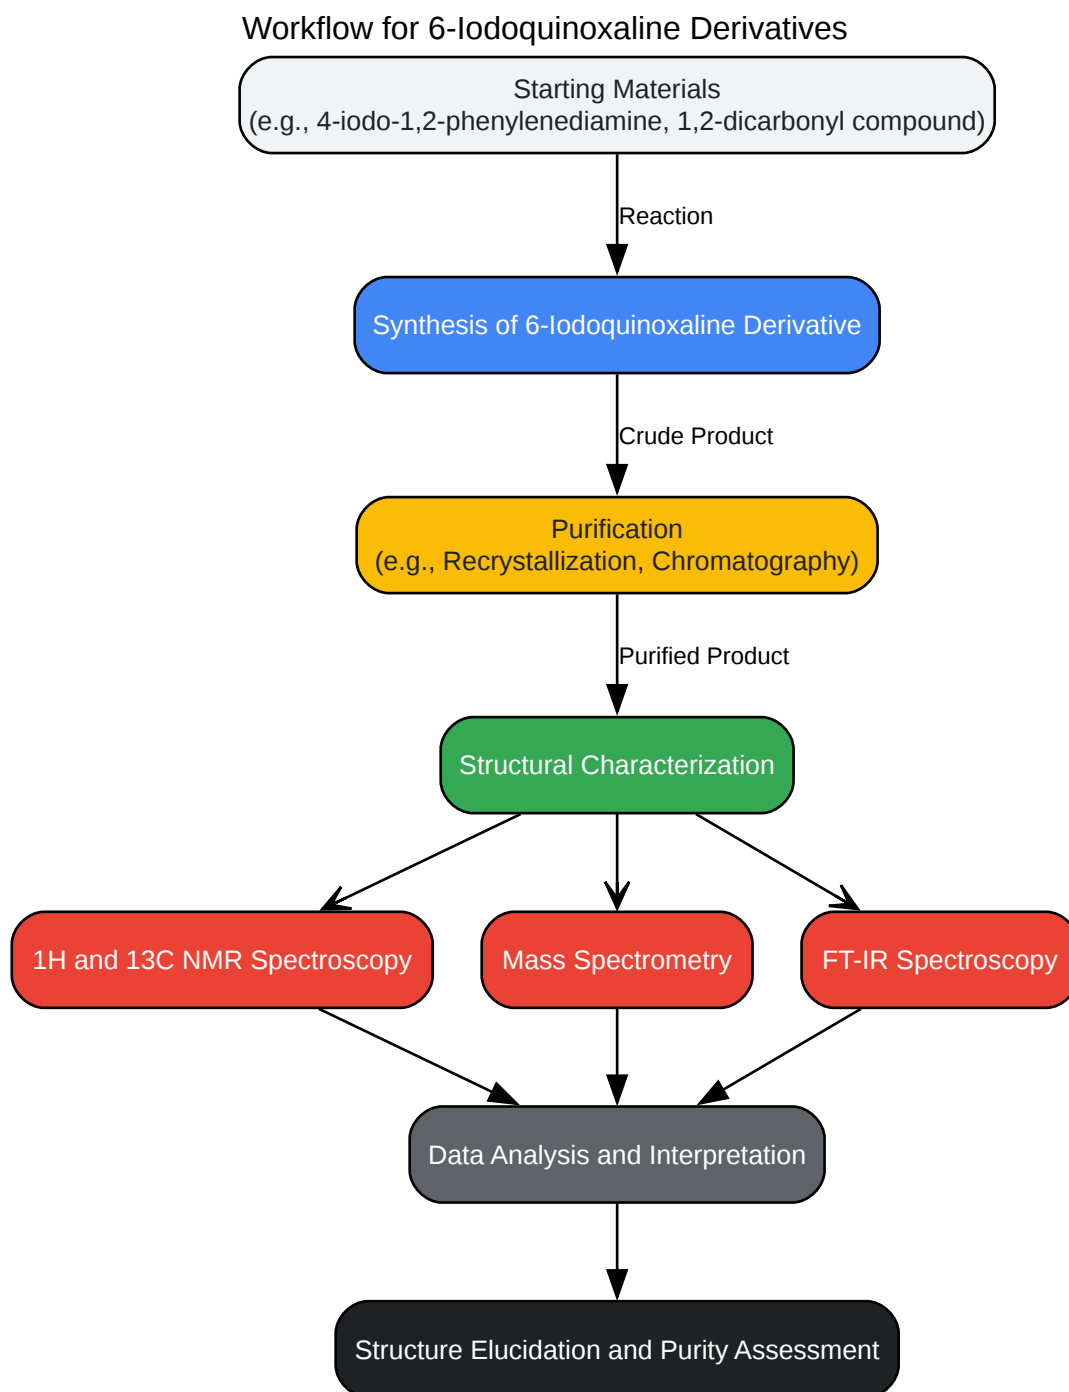 Workflow for 6-Iodoquinoxaline Derivatives
Starting Materials
(e.g., 4-iodo-1,2-phenylenediamine, 1,2-dicarbonyl compound)
Reaction
Synthesis of 6-Iodoquinoxaline Derivative
Crude Product
Purification
(e.g., Recrystallization, Chromatography)
Purified Product
Structural Characterization
1H and 13C NMR Spectroscopy
Mass Spectrometry
FT-IR Spectroscopy
Data Analysis and Interpretation
Structure Elucidation and Purity Assessment